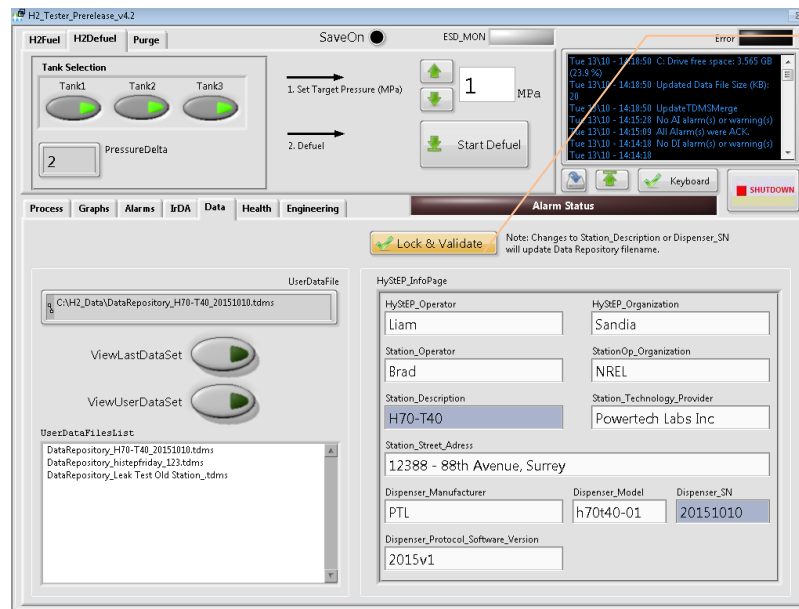 H2_Tester_Prerelease_v4.2
H2Fuel H2Defuel Purge
SaveOn
ESD_MON
Error
Tank Selection
Tank1 Tank2 Tank3
2
PressureDelta
1. Set Target Pressure (MPa)
1
MPa
2. Defuel
Start Defuel
Tue 13\10 - 14:18:50 C: Drive free space: 3.565 GB
(23.9 %)
Tue 13\10 - 14:18:50 Updated Data File Size (KB):
20
Tue 13\10 - 14:18:50 UpdateTDMSMerge
Tue 13\10 - 14:15:28 No AI alarm(s) or warning(s)
Tue 13\10 - 14:15:09 All Alarm(s) were ACK.
Tue 13\10 - 14:14:18 No DI alarm(s) or warning(s)
Tue 13\10 - 14:14:18
Keyboard
SHUTDOWN
Process Graphs Alarms IrDA Data Health Engineering
Alarm Status
Lock & Validate
Note: Changes to Station_Description or Dispenser_SN
will update Data Repository filename.
UserDataFile
C:\H2_Data\DataRepository_H70-T40_20151010.tdms
ViewLastDataSet
ViewUserDataSet
UserDataFilesList
DataRepository_H70-T40_20151010.tdms
DataRepository_histepfriday_123.tdms
DataRepository_Leak Test Old Station_.tdms
HyStEP_InfoPage
HyStEP_Operator HyStEP_Organization
Liam Sandia
Station_Operator StationOp_Organization
Brad NREL
Station_Description Station_Technology_Provider
H70-T40 Powertech Labs Inc
Station_Street_Adress
12388 - 88th Avenue, Surrey
Dispenser_Manufacturer Dispenser_Model Dispenser_SN
PTL h70t40-01 20151010
Dispenser_Protocol_Software_Version
2015v1